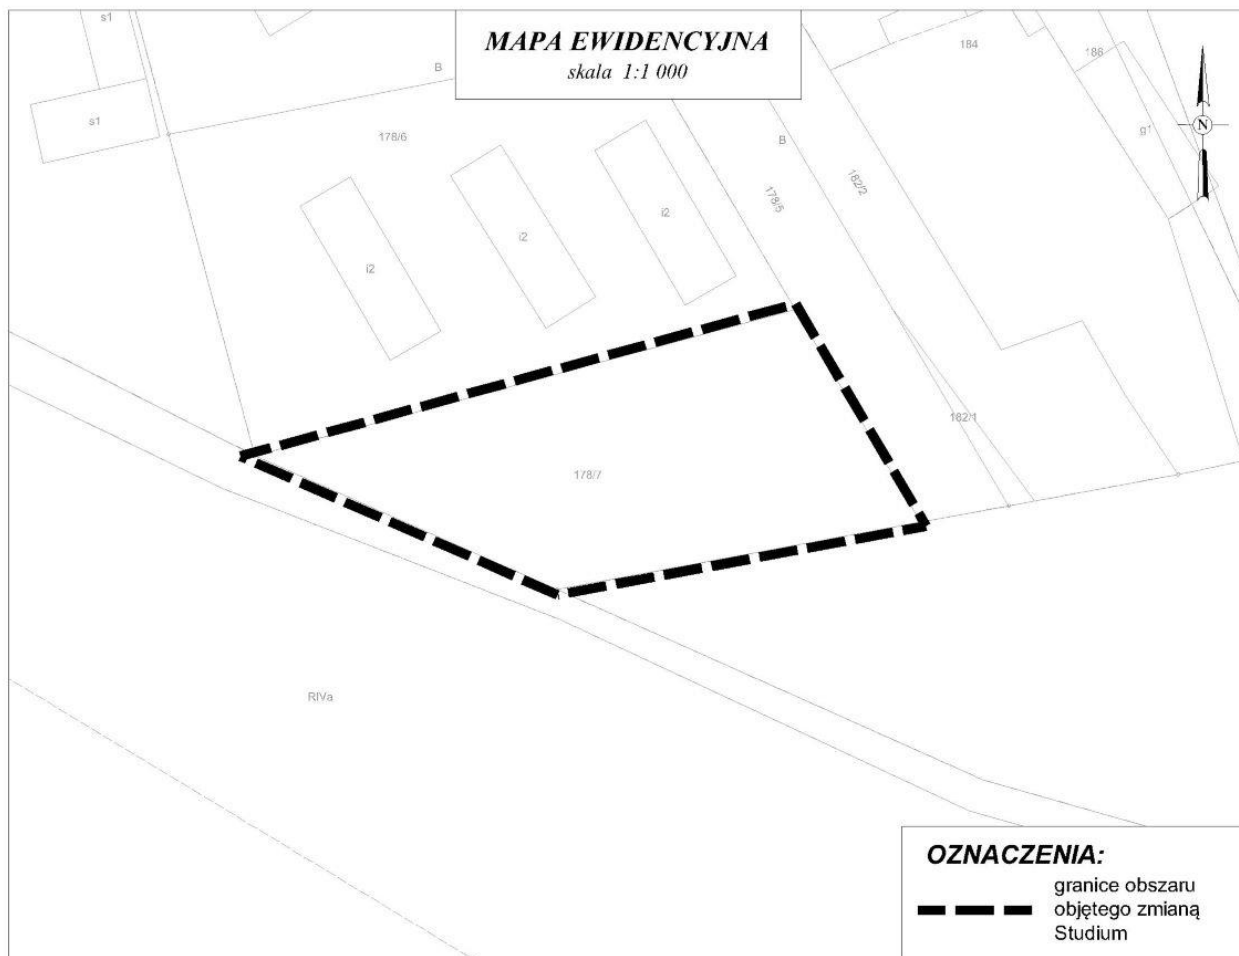 MAPA EWIDENCYJNA
skala 1:1 000
s1
s1
B
178/6
i2
i2
i2
B
178/5
182/2
184
186
g1
N
182/1
178/7
RIVa
OZNACZENIA:
granice obszaru
objętego zmianą
Studium